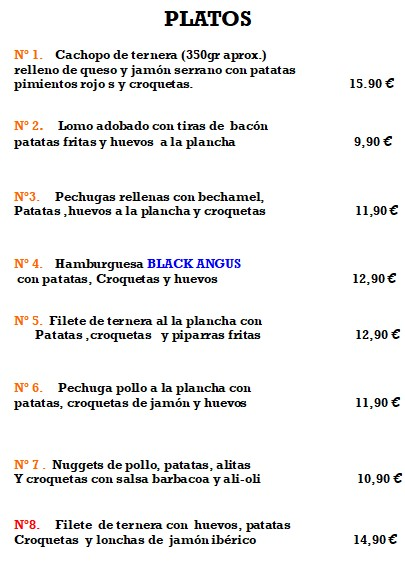 PLATOS
Nº 1. Cachopo de ternera (350gr aprox.)
relleno de queso y jamón serrano con patatas
pimientos rojo s y croquetas. 15.90 €
Nº 2. Lomo adobado con tiras de bacón
patatas fritas y huevos a la plancha 9,90 €
Nº3. Pechugas rellenas con bechamel,
Patatas ,huevos a la plancha y croquetas 11,90 €
Nº 4. Hamburguesa BLACK ANGUS
con patatas, Croquetas y huevos 12,90 €
Nº 5. Filete de ternera al la plancha con
Patatas ,croquetas y piparras fritas 12,90 €
Nº 6. Pechuga pollo a la plancha con
patatas, croquetas de jamón y huevos 11,90 €
Nº 7 . Nuggets de pollo, patatas, alitas
Y croquetas con salsa barbacoa y ali-oli 10,90 €
Nº8. Filete de ternera con huevos, patatas
Croquetas y lonchas de jamón ibérico 14,90 €